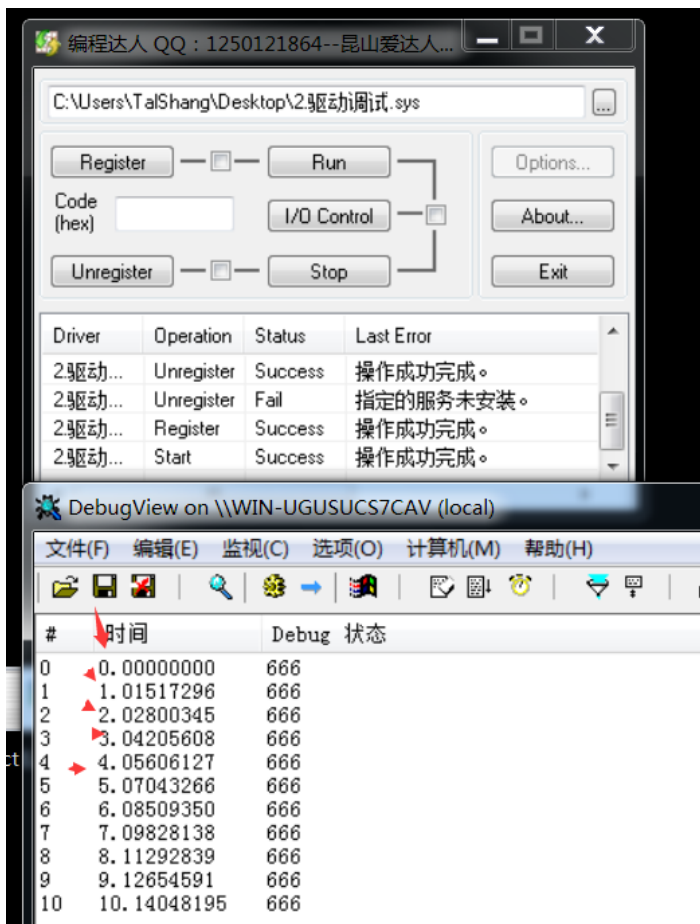 编程达人 QQ：1250121864--昆山爱达人...
C:\Users\TalShang\Desktop\2.驱动调试.sys
...
Register Run Options...
Code (hex) I/O Control About...
Unregister Stop Exit
Driver Operation Status Last Error
2.驱动... Unregister Success 操作成功完成。
2.驱动... Unregister Fail 指定的服务未安装。
2.驱动... Register Success 操作成功完成。
2.驱动... Start Success 操作成功完成。
DebugView on \\WIN-UGUSUCS7CAV (local)
文件(F) 编辑(E) 监视(C) 选项(O) 计算机(M) 帮助(H)
# 时间 Debug 状态
0 0.00000000 666
1 1.01517296 666
2 2.02800345 666
3 3.04205608 666
ct
4 4.05606127 666
5 5.07043266 666
6 6.08509350 666
7 7.09828138 666
8 8.11292839 666
9 9.12654591 666
10 10.14048195 666